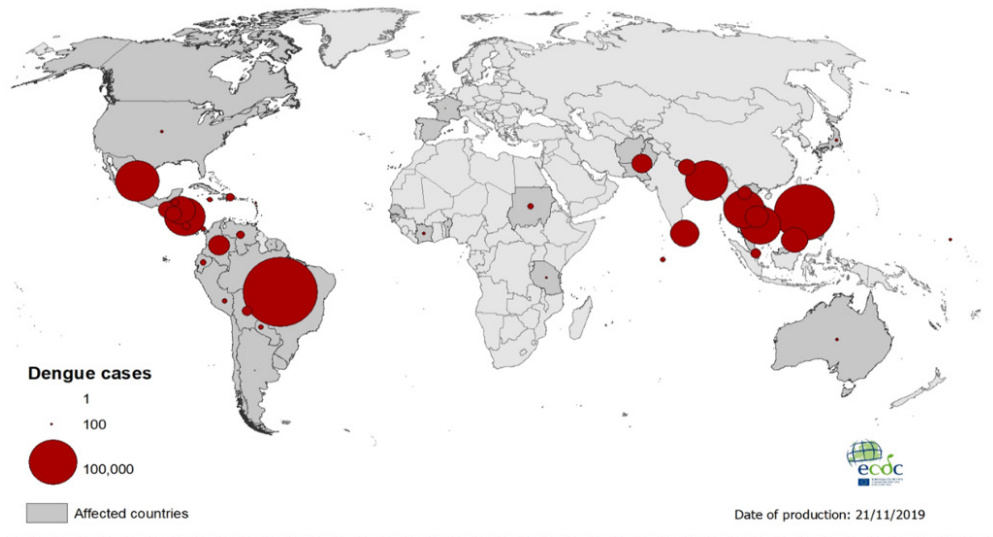 Dengue cases
1
100
100,000
Affected countries
ecdc
Date of production: 21/11/2019